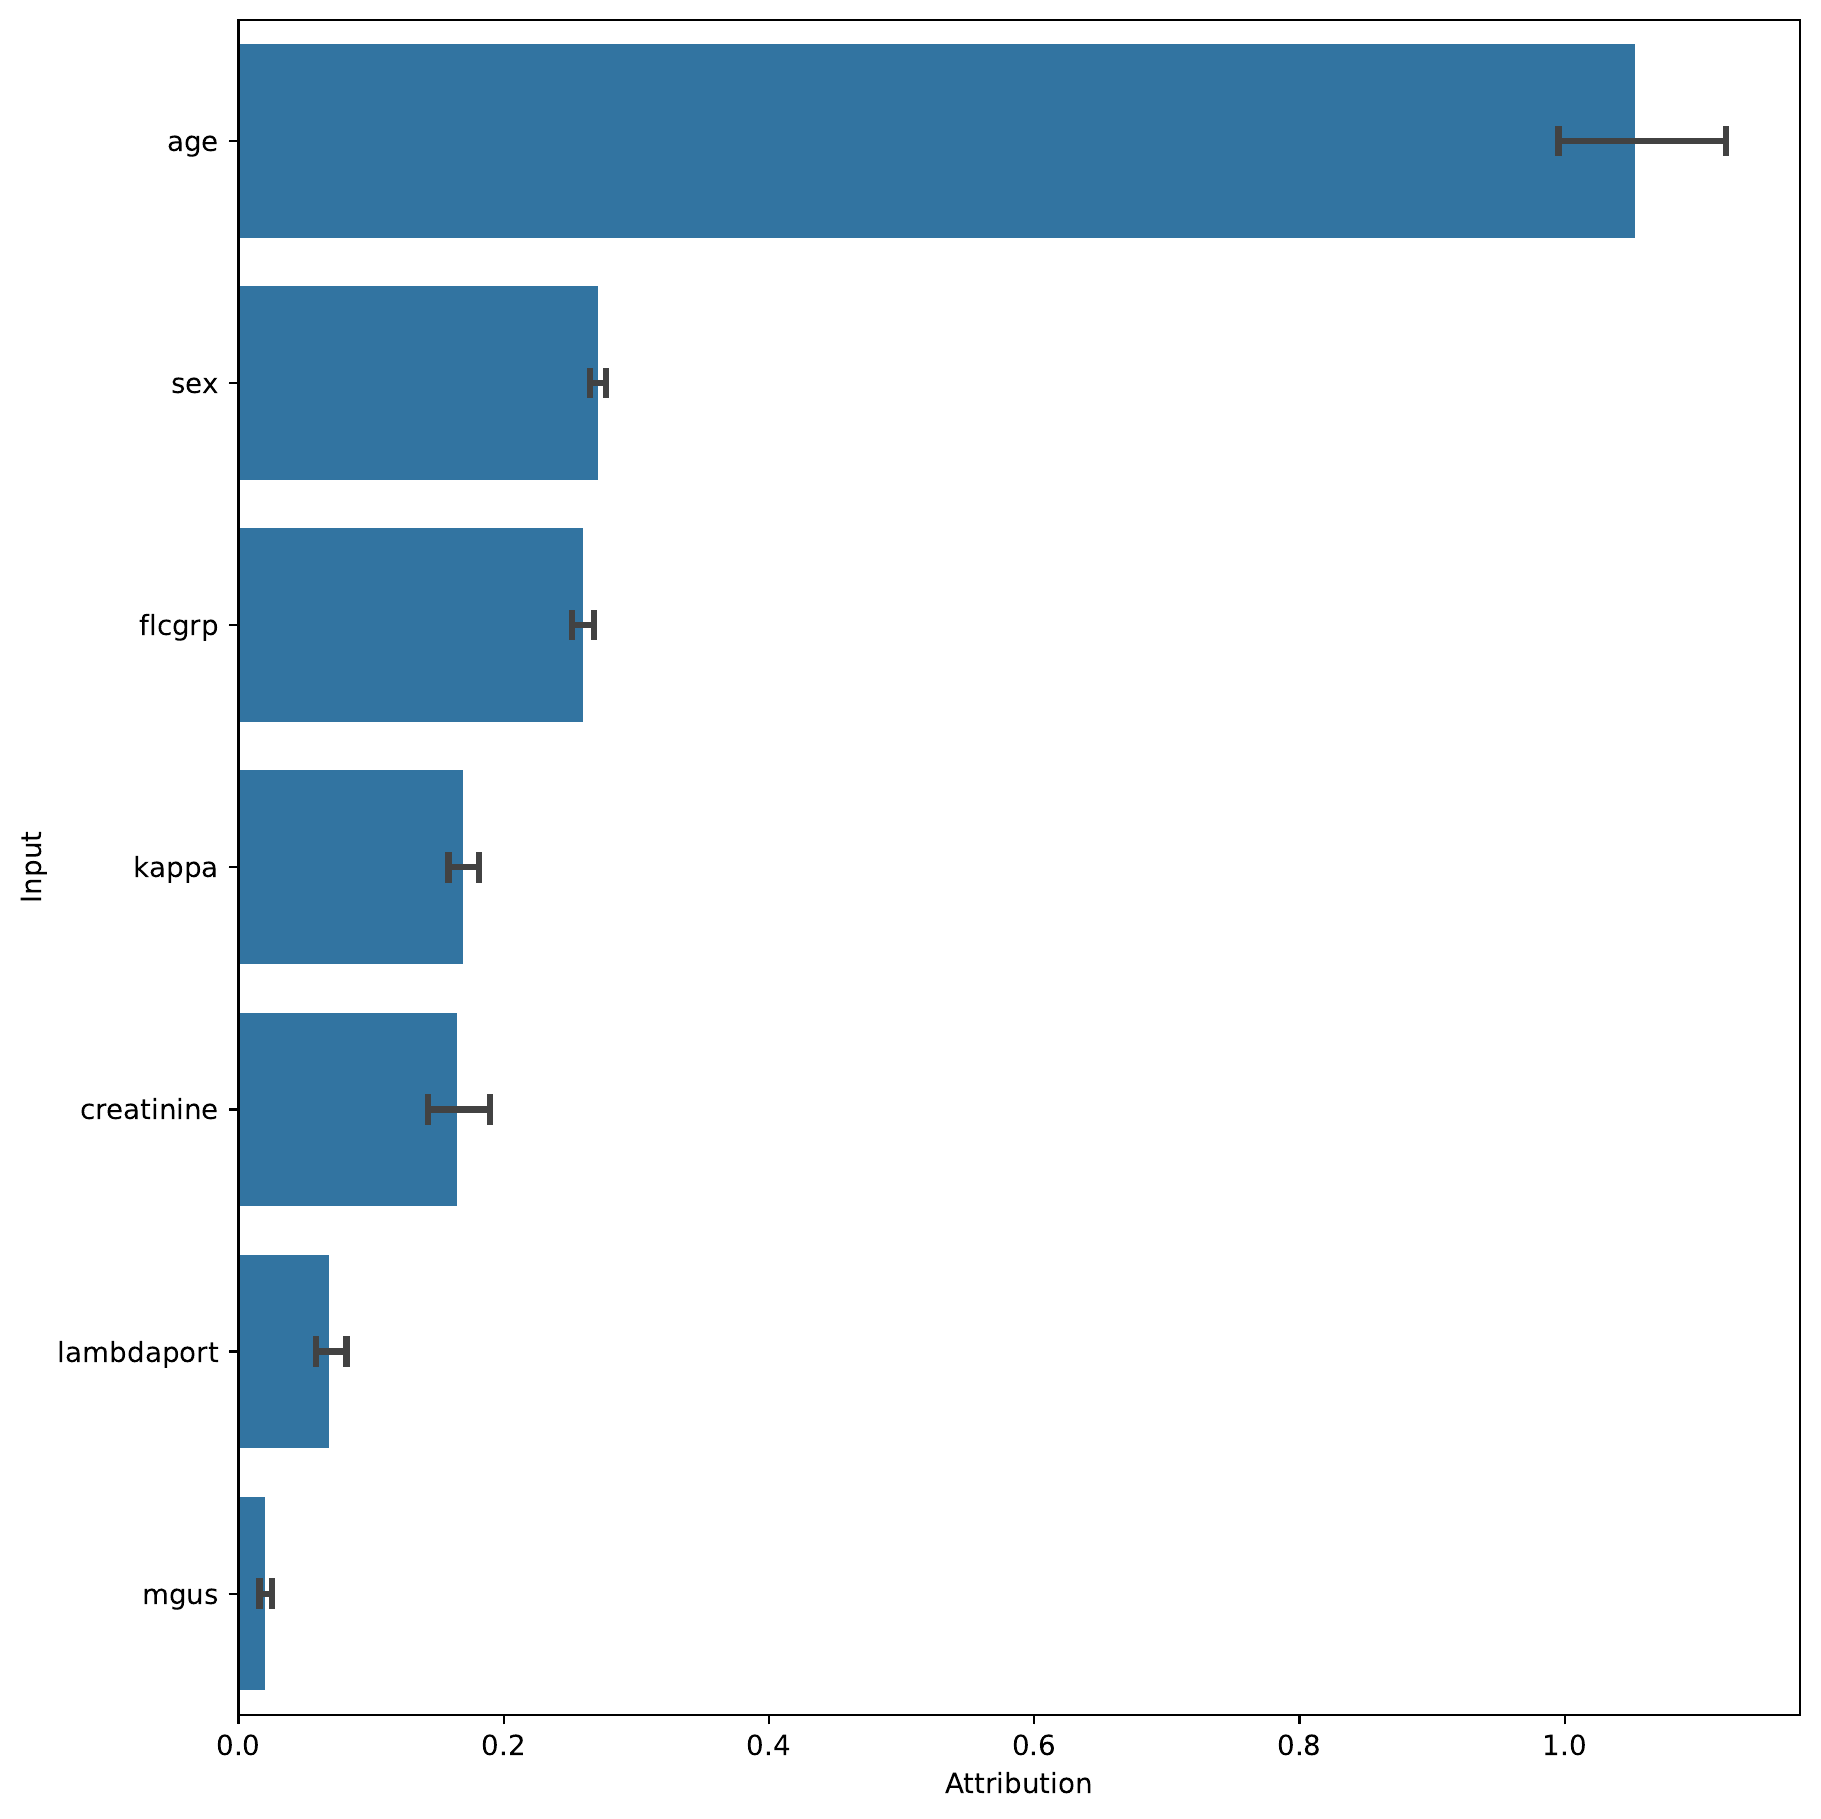 age
sex
flcgrp
kappa
creatinine
lambdaport
mgus
Input
0.0 0.2 0.4 0.6 0.8 1.0
Attribution